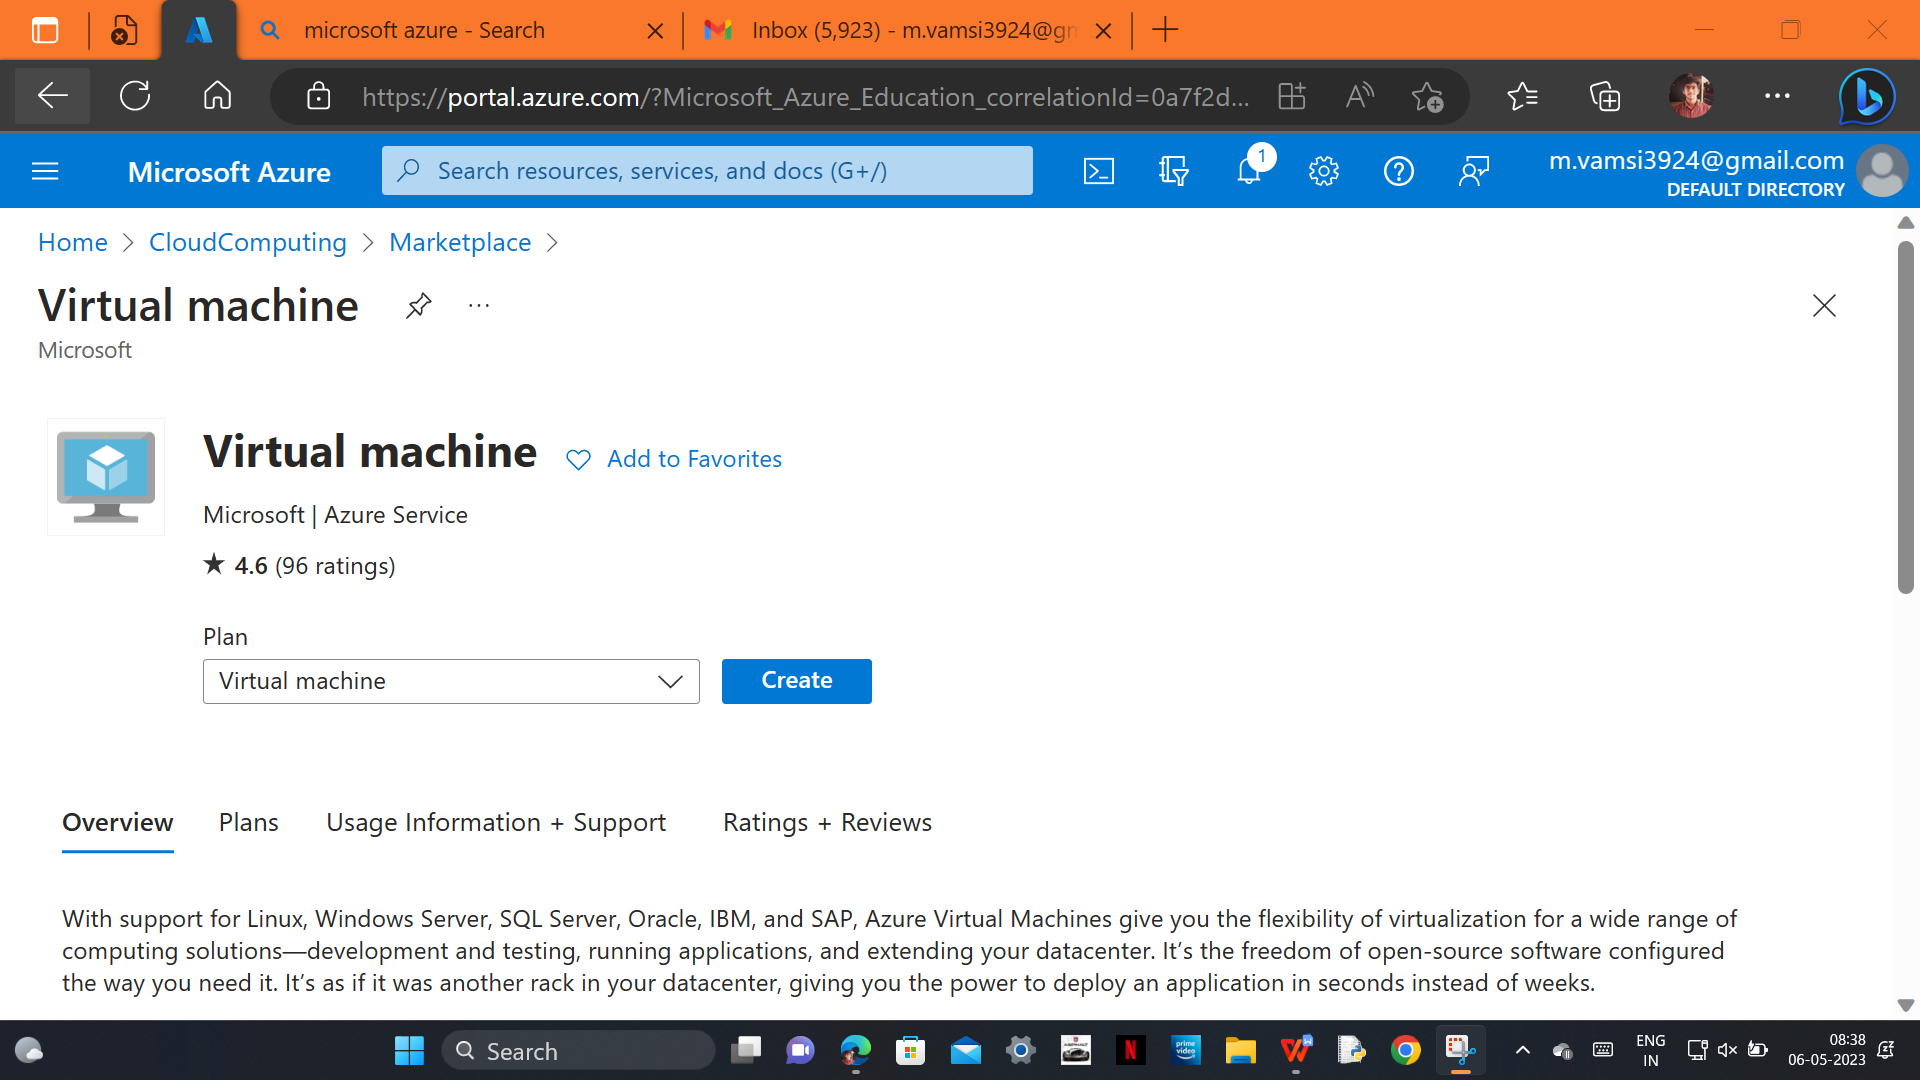 microsoft azure - Search
Inbox (5,923) - m.vamsi3924@gm
https://portal.azure.com/?Microsoft_Azure_Education_correlationId=0a7f2d...
Microsoft Azure
Search resources, services, and docs (G+/)
1
m.vamsi3924@gmail.com
DEFAULT DIRECTORY
Home > CloudComputing > Marketplace >
Virtual machine
Microsoft
Virtual machine
Add to Favorites
Microsoft | Azure Service
★ 4.6 (96 ratings)
Plan
Virtual machine
Create
Overview
Plans
Usage Information + Support
Ratings + Reviews
With support for Linux, Windows Server, SQL Server, Oracle, IBM, and SAP, Azure Virtual Machines give you the flexibility of virtualization for a wide range of
computing solutions—development and testing, running applications, and extending your datacenter. It’s the freedom of open-source software configured
the way you need it. It’s as if it was another rack in your datacenter, giving you the power to deploy an application in seconds instead of weeks.
Search
prime video
ENG
IN
08:38
06-05-2023